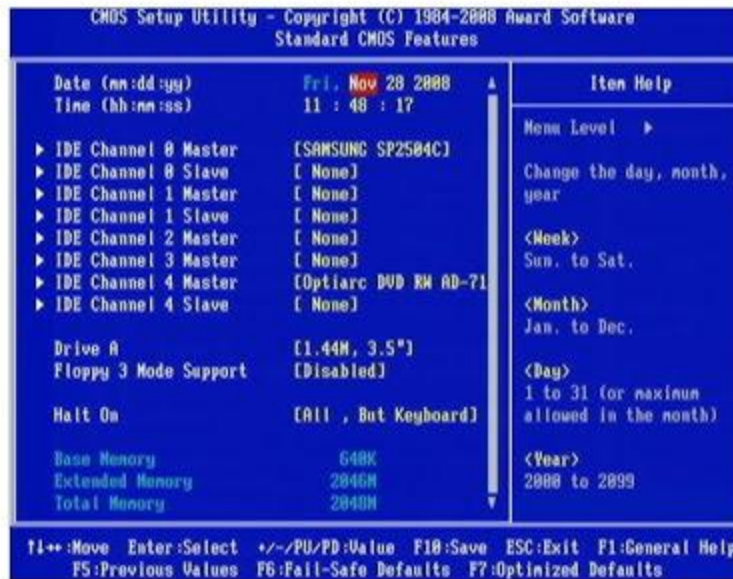 CMOS Setup Utility - Copyright (C) 1984-2008 Award Software
Standard CMOS Features
Date (mm:dd:yy) Fri, Nov 28 2008
Time (hh:mm:ss) 11 : 48 : 17
IDE Channel 0 Master [SAMSUNG SP2504C]
IDE Channel 0 Slave [ None]
IDE Channel 1 Master [ None]
IDE Channel 1 Slave [ None]
IDE Channel 2 Master [ None]
IDE Channel 3 Master [ None]
IDE Channel 4 Master [Optiarc DVD RW AD-71
IDE Channel 4 Slave [ None]
Drive A [1.44M, 3.5"]
Floppy 3 Mode Support [Disabled]
Halt On [All , But Keyboard]
Base Memory 640K
Extended Memory 2046M
Total Memory 2048M
Item Help
Menu Level ▶
Change the day, month,
year
<Week>
Sun. to Sat.
<Month>
Jan. to Dec.
<Day>
1 to 31 (or maximum
allowed in the month)
<Year>
2000 to 2099
↑↓→←:Move Enter:Select +/-/PU/PD:Value F10:Save ESC:Exit F1:General Help
F5:Previous Values F6:Fail-Safe Defaults F7:Optimized Defaults